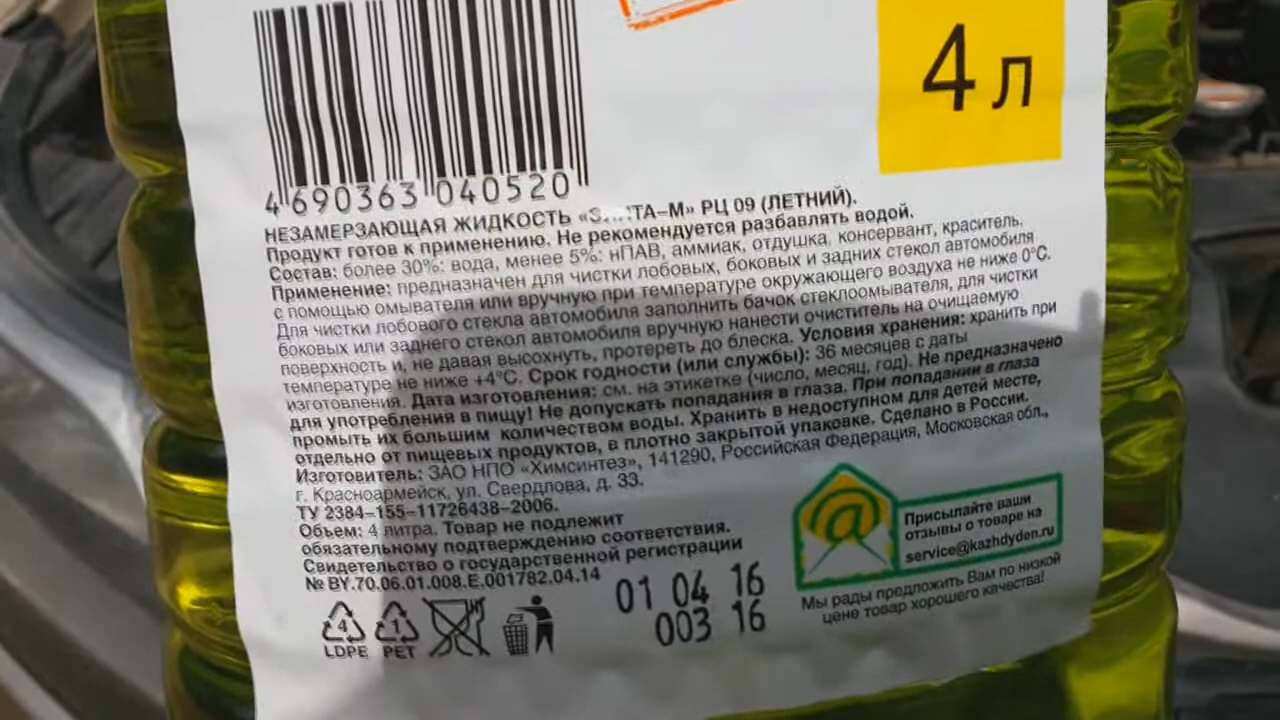 4 л
4 690363 040520
НЕЗАМЕРЗАЮЩАЯ ЖИДКОСТЬ РЦ 09 (ЛЕТНИЙ).
Продукт готов к применению. Не рекомендуется разбавлять водой.
Состав: более 30%: вода, менее 5%: нПАВ, аммиак, отдушка, консервант, краситель.
Применение: предназначен для чистки лобовых, боковых и задних стекол автомобиля
с помощью омывателя или вручную при температуре окружающего воздуха не ниже 0°С.
Для чистки лобового стекла автомобиля заполнить бачок стеклоомывателя, для чистки
боковых или заднего стекол автомобиля вручную нанести очиститель на очищаемую
поверхность и, не давая высохнуть, протереть до блеска. Условия хранения: хранить при
температуре не ниже +4°С. Срок годности (или службы): 36 месяцев с даты
изготовления. Дата изготовления: см. на этикетке (число, месяц, год). Не предназначено
для употребления в пищу! Не допускать попадания в глаза. При попадании в глаза
промыть их большим количеством воды. Хранить в недоступном для детей месте,
отдельно от пищевых продуктов, в плотно закрытой упаковке. Сделано в России.
Изготовитель: ЗАО НПО «Химсинтез», 141290, Российская Федерация, Московская обл.,
г. Красноармейск, ул. Свердлова, д. 33.
ТУ 2384–155–11726438–2006.
Объем: 4 литра. Товар не подлежит
обязательному подтверждению соответствия.
Свидетельство о государственной регистрации
№ BY.70.06.01.008.E.001782.04.14
01 04 16
003 16
4
LDPE
1
PET
@
Присылайте ваши
отзывы о товаре на
service@kazhdyden.ru
Мы рады предложить Вам по низкой
цене товар хорошего качества!